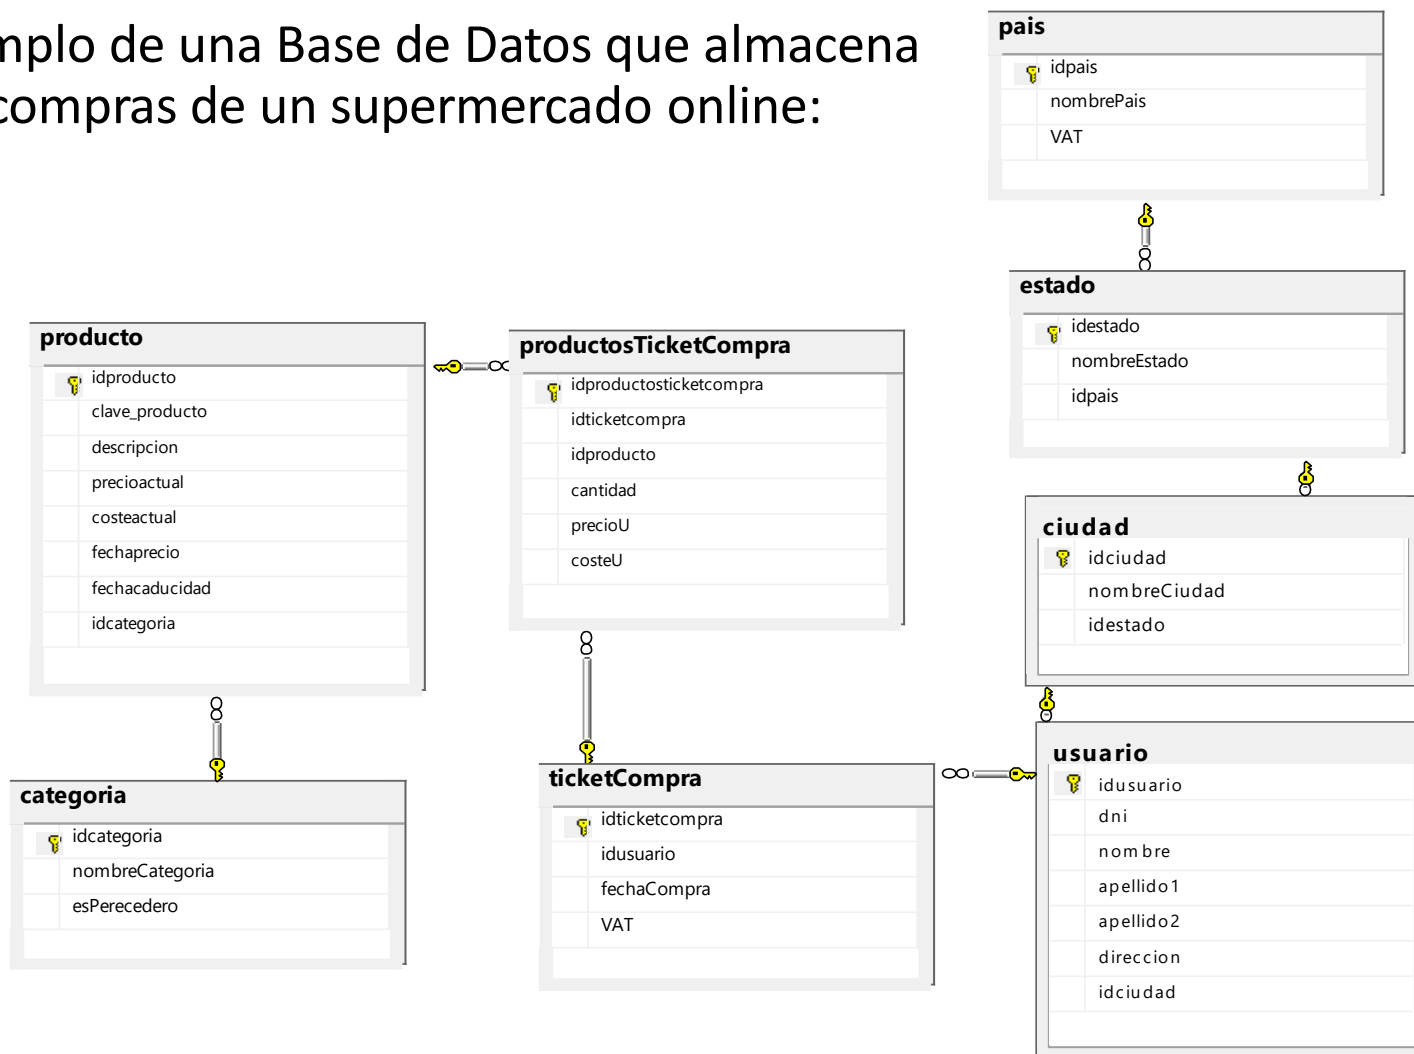 mplo de una Base de Datos que almacena
compras de un supermercado online:
pais
idpais
nombrePais
VAT
estado
idestado
nombreEstado
idpais
producto
idproducto
clave_producto
descripcion
precioactual
costeactual
fechaprecio
fechacaducidad
idcategoria
productosTicketCompra
idproductosticketcompra
idticketcompra
idproducto
cantidad
precioU
costeU
ciudad
idciudad
nombreCiudad
idestado
categoria
idcategoria
nombreCategoria
esPerecedero
ticketCompra
idticketcompra
idusuario
fechaCompra
VAT
usuario
idusuario
dni
nombre
apellido1
apellido2
direccion
idciudad